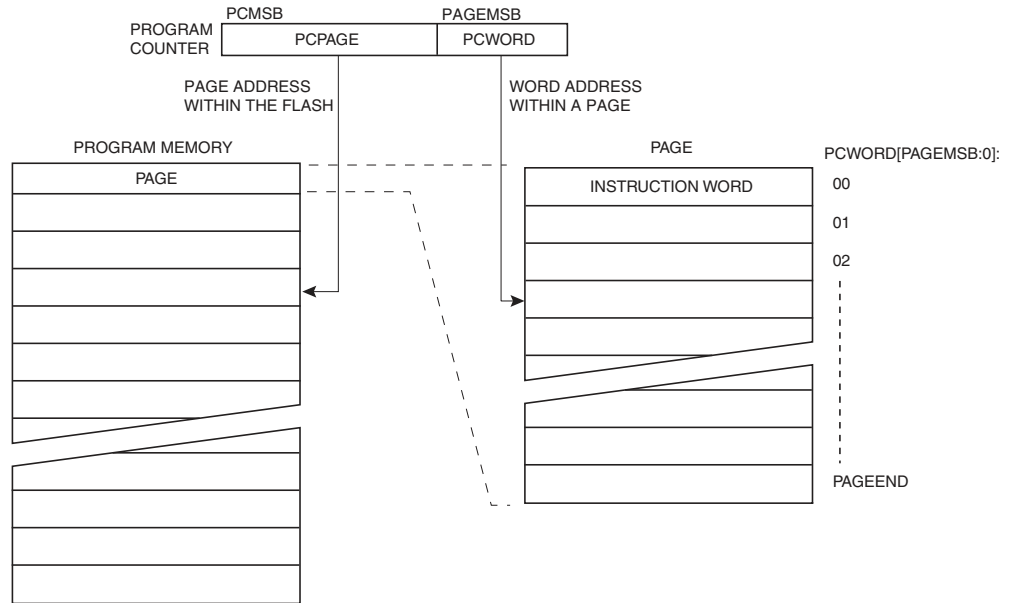 PCMSB PAGEMSB
PROGRAM
COUNTER
PCPAGE PCWORD
PAGE ADDRESS
WITHIN THE FLASH
WORD ADDRESS
WITHIN A PAGE
PROGRAM MEMORY
PAGE
PAGE
INSTRUCTION WORD
PCWORD[PAGEMSB:0]:
00
01
02
PAGEEND